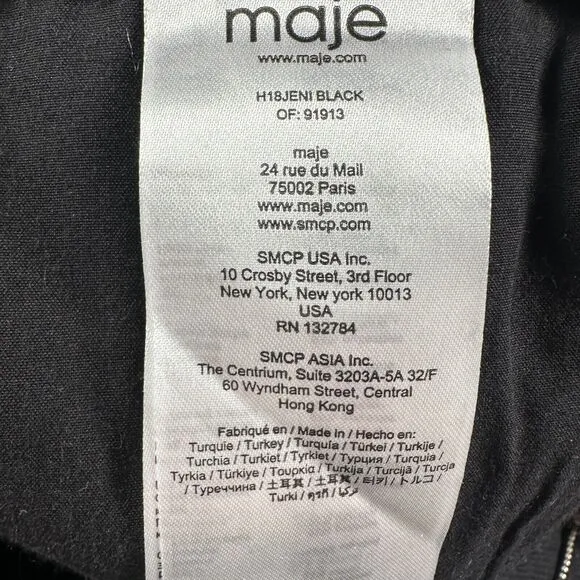 maje
www.maje.com
H18JENI BLACK
OF: 91913
maje
24 rue du Mail
75002 Paris
www.maje.com
www.smcp.com
SMCP USA Inc.
10 Crosby Street, 3rd Floor
New York, New york 10013
USA
RN 132784
SMCP ASIA Inc.
The Centrium, Suite 3203A-5A 32/F
60 Wyndham Street, Central
Hong Kong
Fabriqué en / Made in / Hecho en:
Turquie / Turkey / Turquía / Türkei / Turkije /
Turchia / Turkiet / Tyrkiet / Турция / Turquia /
Tyrkia / Türkiye / Τουρκία / Turkija / Turcijā / Turcja
/ Туреччина / 土耳其 / 土耳其 / 터키 / トルコ /
Turki / ตุรกี / تركيا